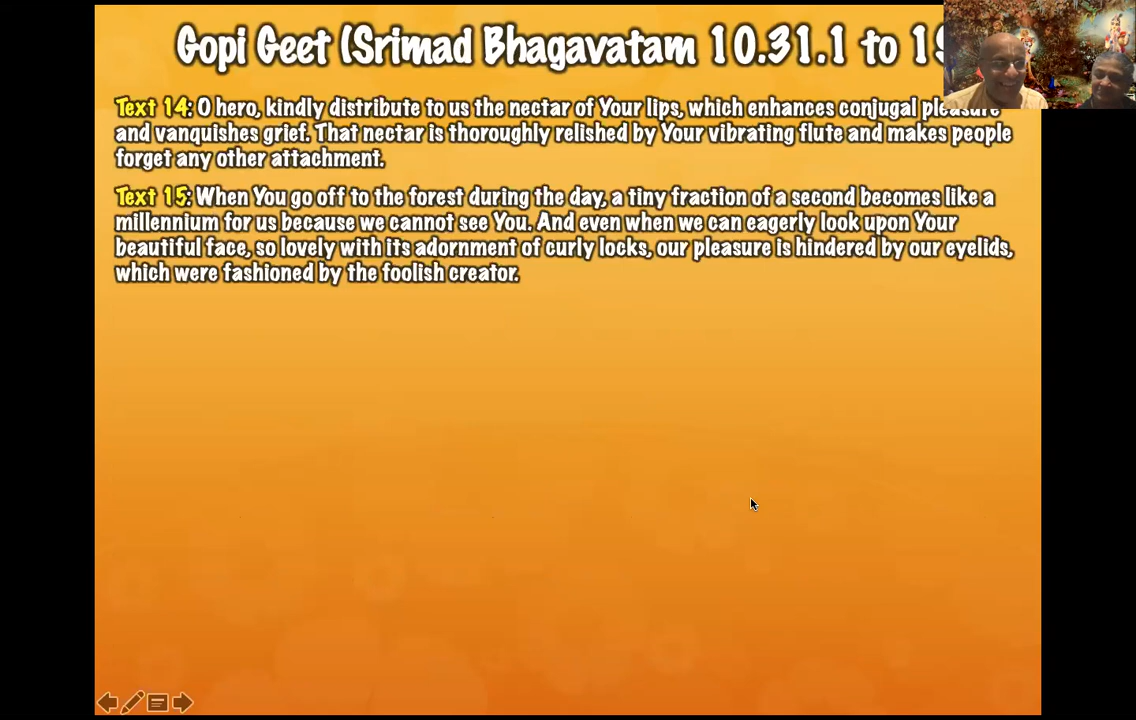 Gopi Geet (Srimad Bhagavatam 10.31.1 to 1
Text 14: O hero, kindly distribute to us the nectar of Your lips, which enhances conjugal pleasure
and vanquishes grief. That nectar is thoroughly relished by Your vibrating flute and makes people
forget any other attachment.
Text 15: When You go off to the forest during the day, a tiny fraction of a second becomes like a
millennium for us because we cannot see You. And even when we can eagerly look upon Your
beautiful face, so lovely with its adornment of curly locks, our pleasure is hindered by our eyelids,
which were fashioned by the foolish creator.